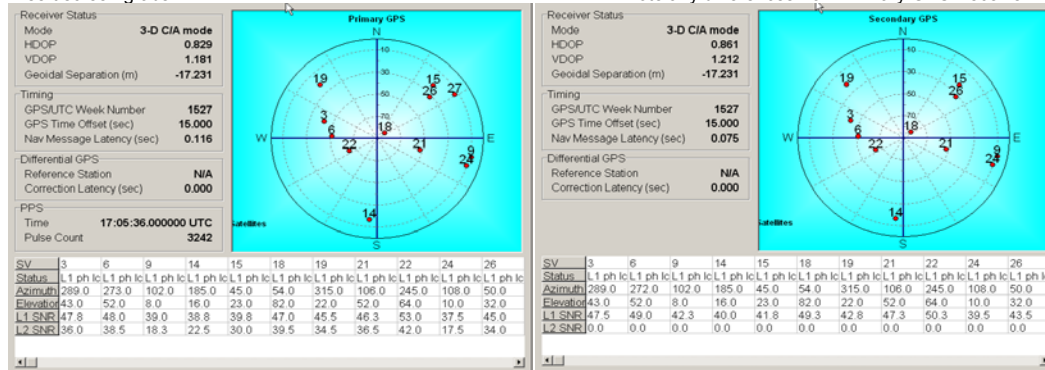 Receiver Status
Mode 3-D C/A mode
HDOP 0.829
VDOP 1.181
Geoidal Separation (m) -17.231
Timing
GPS/UTC Week Number 1527
GPS Time Offset (sec) 15.000
Nav Message Latency (sec) 0.116
Differential GPS
Reference Station N/A
Correction Latency (sec) 0.000
PPS
Time 17:05:36.000000 UTC
Pulse Count 3242
Primary GPS
N
10
30
50
70
19
15
26
27
3
6
18
W
E
22
21
9
24
14
S
atellites
SV 3 6 9 14 15 18 19 21 22 24 26
Status L1 ph lc L1 ph lc L1 ph lc L1 ph lc L1 ph lc L1 ph lc L1 ph lc L1 ph lc L1 ph lc L1 ph lc L1 ph lo
Azimuth 289.0 273.0 102.0 185.0 45.0 54.0 315.0 106.0 245.0 108.0 50.0
Elevation 43.0 52.0 8.0 16.0 23.0 82.0 22.0 52.0 64.0 10.0 32.0
L1 SNR 47.8 48.0 39.0 38.8 39.8 47.0 45.5 46.3 53.0 37.5 45.0
L2 SNR 36.0 38.5 18.3 22.5 30.0 39.5 34.5 36.5 42.0 17.5 34.0
Receiver Status
Mode 3-D C/A mode
HDOP 0.861
VDOP 1.212
Geoidal Separation (m) -17.231
Timing
GPS/UTC Week Number 1527
GPS Time Offset (sec) 15.000
Nav Message Latency (sec) 0.075
Differential GPS
Reference Station N/A
Correction Latency (sec) 0.000
Secondary GPS
N
10
30
50
70
19
15
26
3
6
18
W
E
22
21
9
24
14
S
atellites
SV 3 6 9 14 15 18 19 21 22 24 26
Status L1 ph lc L1 ph lc L1 ph lc L1 ph lc L1 ph lc L1 ph lc L1 ph lc L1 ph lc L1 ph lc L1 ph lc L1 ph lo
Azimuth 289.0 272.0 102.0 185.0 45.0 54.0 315.0 106.0 245.0 108.0 50.0
Elevation 43.0 52.0 8.0 16.0 23.0 82.0 22.0 52.0 64.0 10.0 32.0
L1 SNR 47.5 49.0 42.3 40.0 41.8 49.3 42.8 47.3 50.3 39.5 43.5
L2 SNR 0.0 0.0 0.0 0.0 0.0 0.0 0.0 0.0 0.0 0.0 0.0